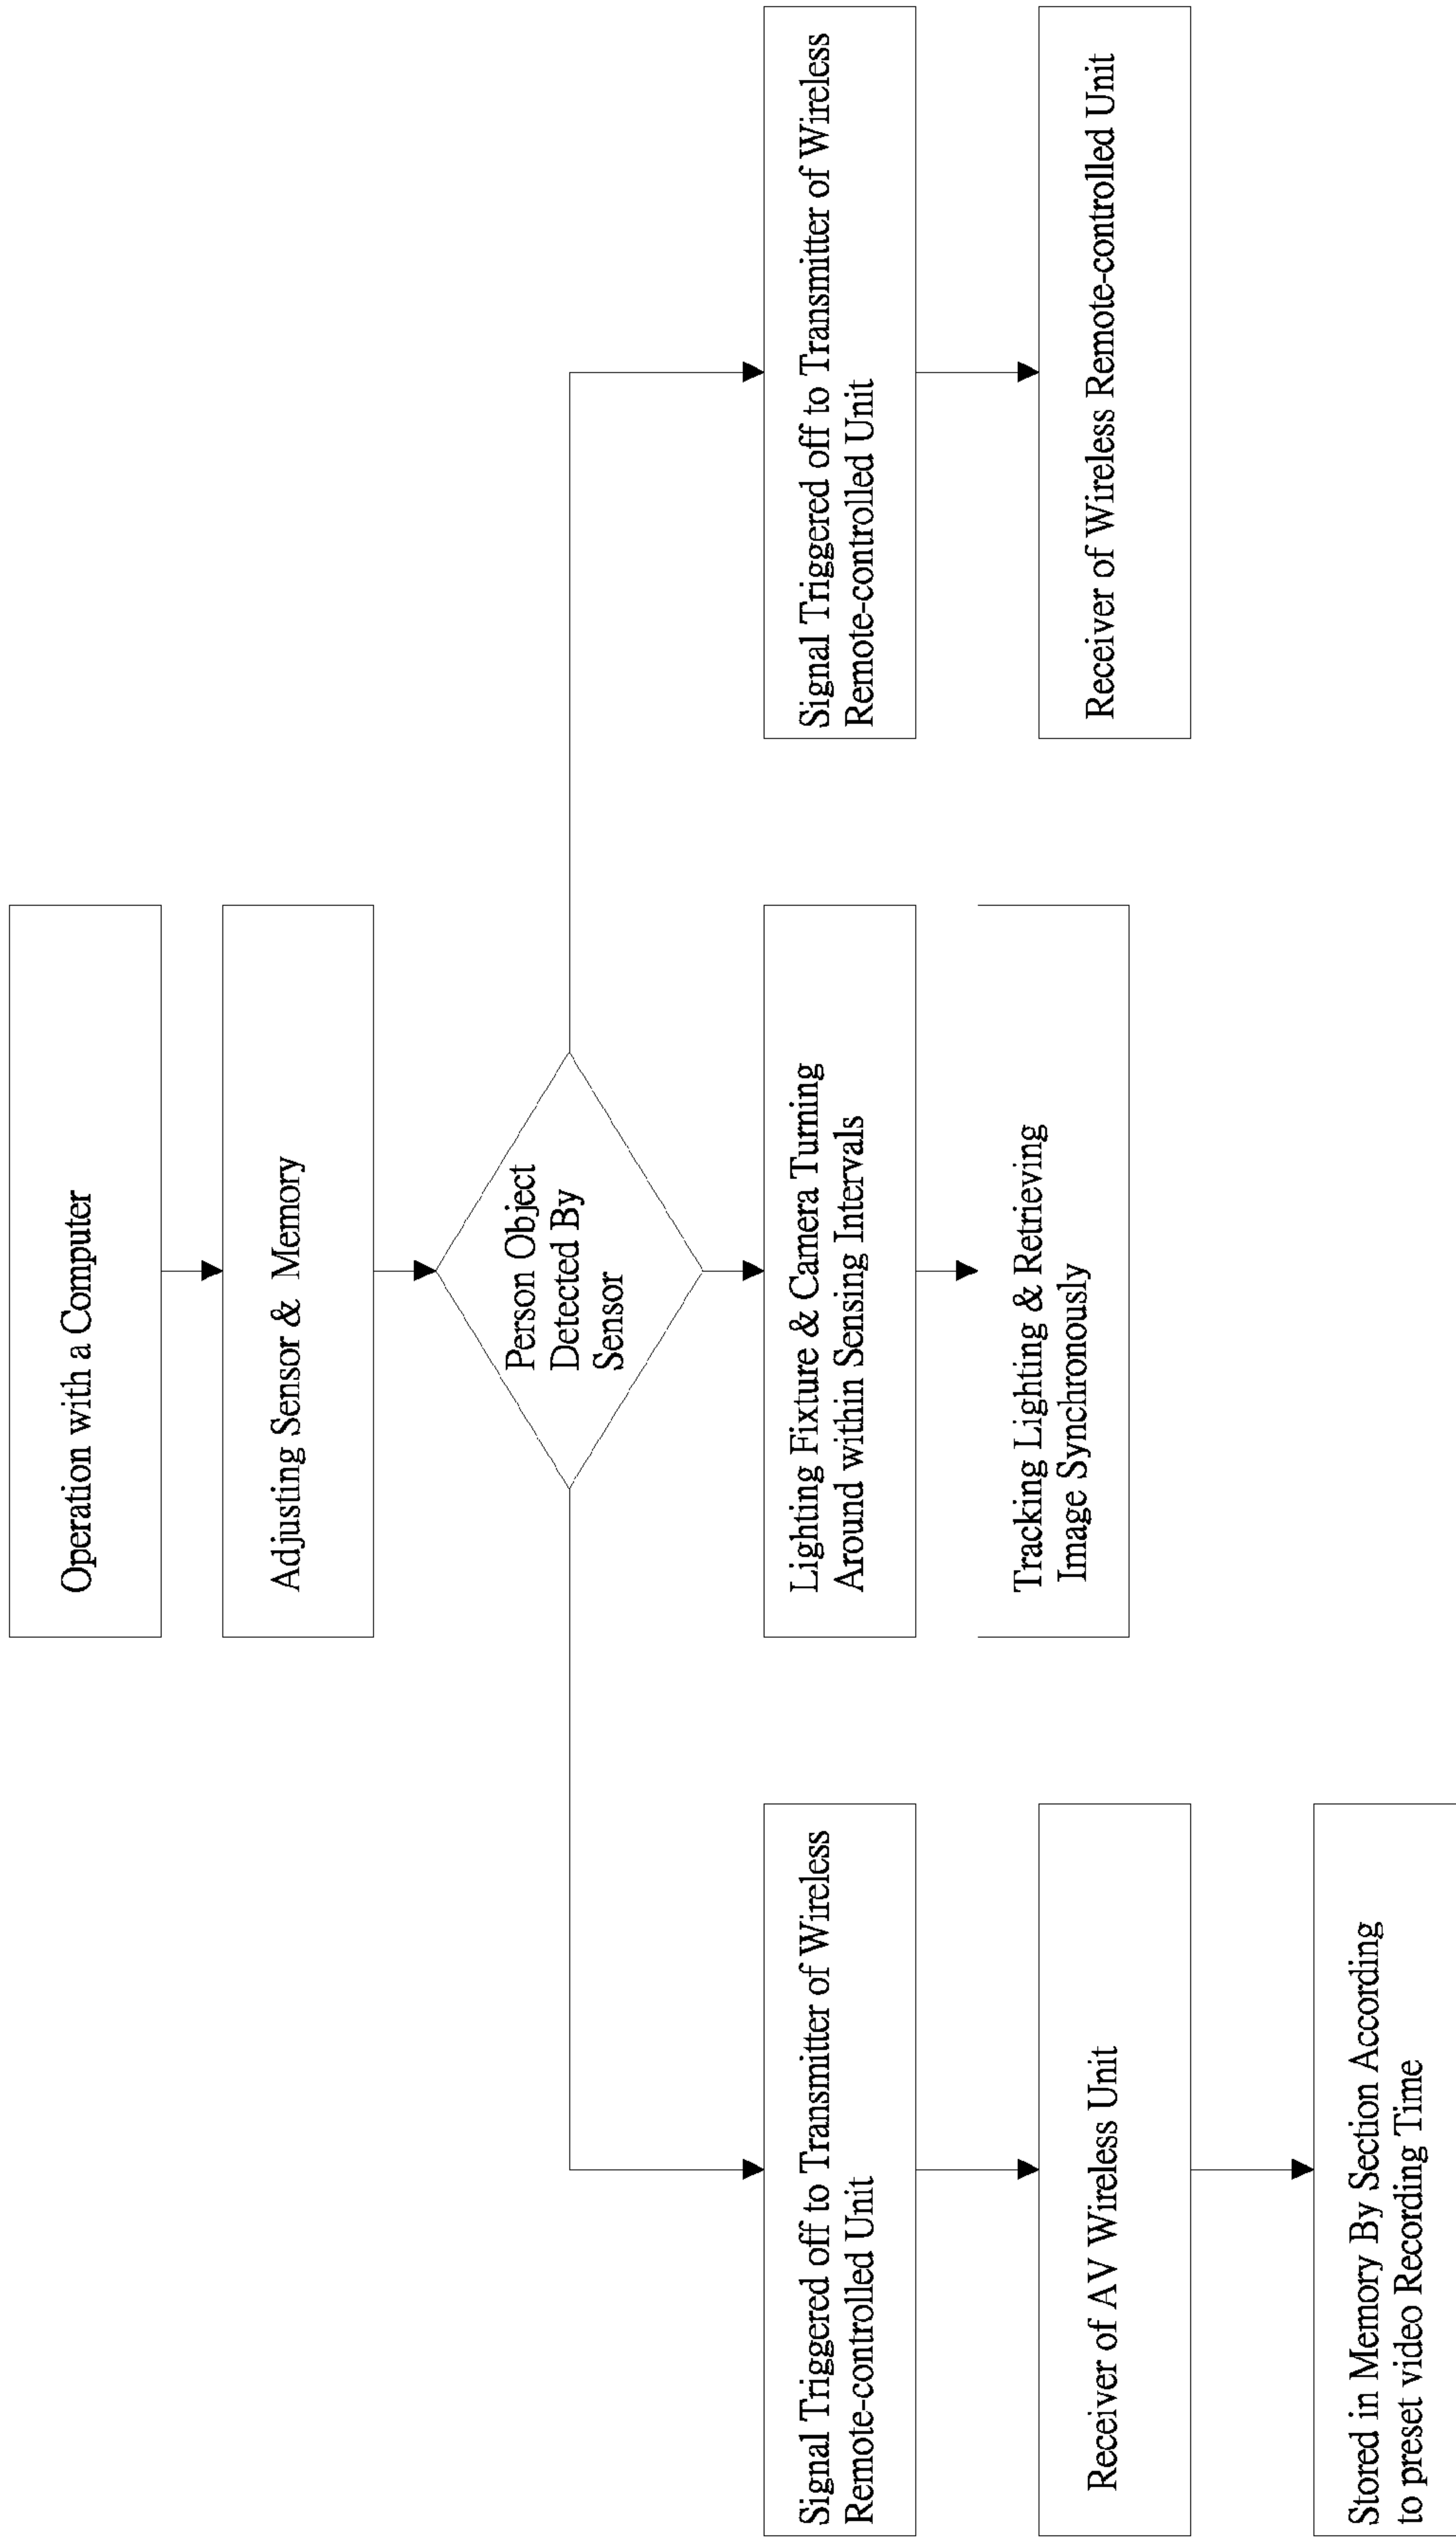 Operation with a Computer
Adjusting Sensor & Memory
Person Object
Detected By
Sensor
Signal Triggered off to Transmitter of Wireless
Remote-controlled Unit
Receiver of AV Wireless Unit
Stored in Memory By Section According
to preset video Recording Time
Lighting Fixture & Camera Turning
Around within Sensing Intervals
Tracking Lighting & Retrieving
Image Synchronously
Signal Triggered off to Transmitter of Wireless
Remote-controlled Unit
Receiver of Wireless Remote-controlled Unit